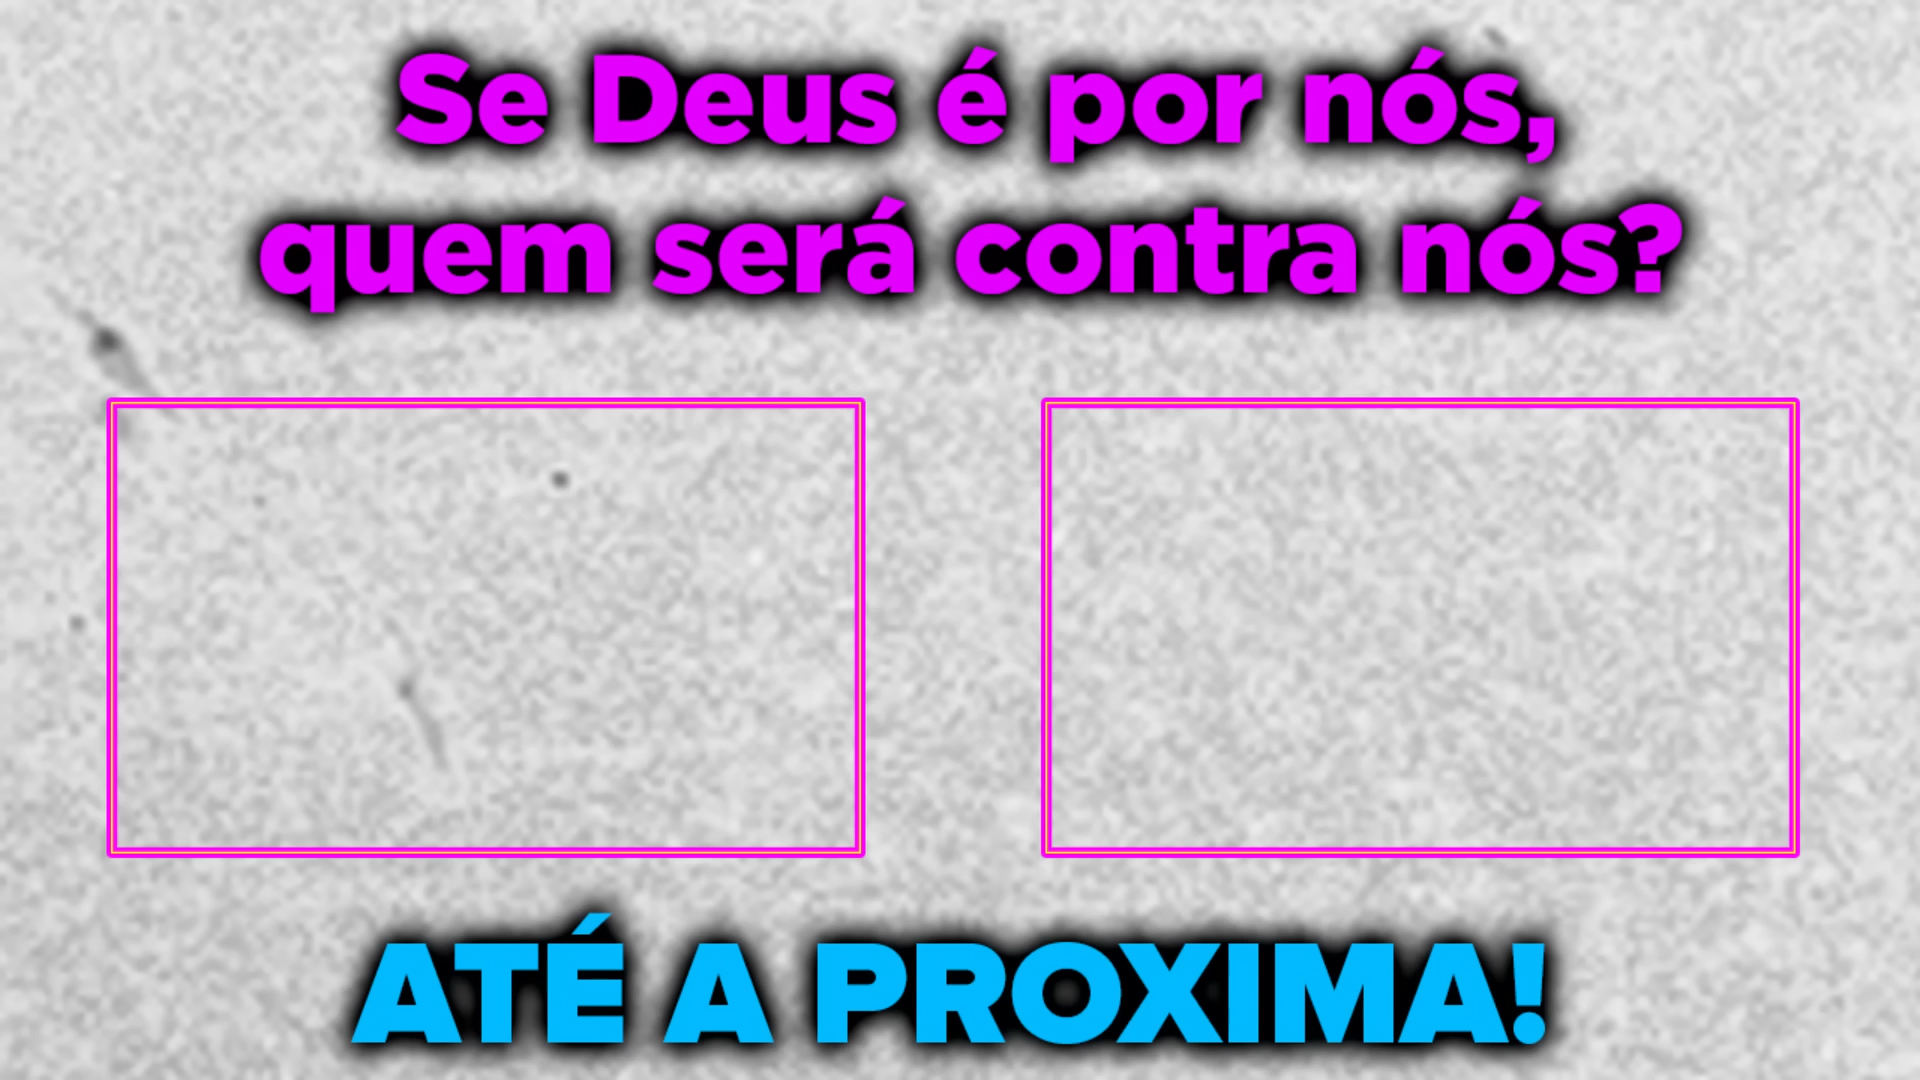 Se Deus é por nós,
quem será contra nós?
ATÉ A PROXIMA!